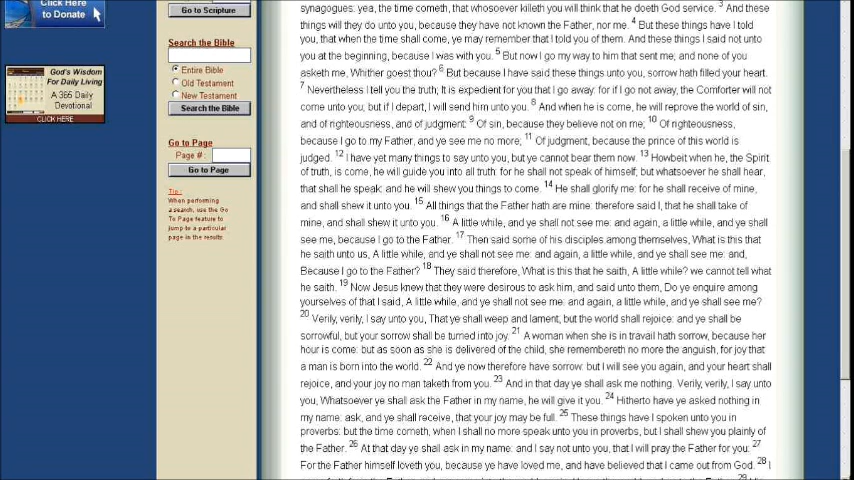 Click Here
to Donate
God's Wisdom
For Daily Living
A 365 Daily
Devotional
CLICK HERE
Go to Scripture
Search the Bible
Entire Bible
Old Testament
New Testament
Search the Bible
Go to Page
Page # :
Go to Page
Tip :
When performing
a search, use the Go
To Page feature to
jump to a particular
page in the results.
synagogues: yea, the time cometh, that whosoever killeth you will think that he doeth God service. 3 And these
things will they do unto you, because they have not known the Father, nor me. 4 But these things have I told
you, that when the time shall come, ye may remember that I told you of them. And these things I said not unto
you at the beginning, because I was with you. 5 But now I go my way to him that sent me; and none of you
asketh me, Whither goest thou? 6 But because I have said these things unto you, sorrow hath filled your heart.
7 Nevertheless I tell you the truth; It is expedient for you that I go away: for if I go not away, the Comforter will not
come unto you; but if I depart, I will send him unto you. 8 And when he is come, he will reprove the world of sin,
and of righteousness, and of judgment: 9 Of sin, because they believe not on me; 10 Of righteousness,
because I go to my Father, and ye see me no more; 11 Of judgment, because the prince of this world is
judged. 12 I have yet many things to say unto you, but ye cannot bear them now. 13 Howbeit when he, the Spirit
of truth, is come, he will guide you into all truth: for he shall not speak of himself; but whatsoever he shall hear,
that shall he speak: and he will shew you things to come. 14 He shall glorify me: for he shall receive of mine,
and shall shew it unto you. 15 All things that the Father hath are mine: therefore said I, that he shall take of
mine, and shall shew it unto you. 16 A little while, and ye shall not see me: and again, a little while, and ye shall
see me, because I go to the Father. 17 Then said some of his disciples among themselves, What is this that
he saith unto us, A little while, and ye shall not see me: and again, a little while, and ye shall see me: and,
Because I go to the Father? 18 They said therefore, What is this that he saith, A little while? we cannot tell what
he saith. 19 Now Jesus knew that they were desirous to ask him, and said unto them, Do ye enquire among
yourselves of that I said, A little while, and ye shall not see me: and again, a little while, and ye shall see me?
20 Verily, verily, I say unto you, That ye shall weep and lament, but the world shall rejoice: and ye shall be
sorrowful, but your sorrow shall be turned into joy. 21 A woman when she is in travail hath sorrow, because her
hour is come: but as soon as she is delivered of the child, she remembereth no more the anguish, for joy that
a man is born into the world. 22 And ye now therefore have sorrow: but I will see you again, and your heart shall
rejoice, and your joy no man taketh from you. 23 And in that day ye shall ask me nothing. Verily, verily, I say unto
you, Whatsoever ye shall ask the Father in my name, he will give it you. 24 Hitherto have ye asked nothing in
my name: ask, and ye shall receive, that your joy may be full. 25 These things have I spoken unto you in
proverbs: but the time cometh, when I shall no more speak unto you in proverbs, but I shall shew you plainly of
the Father. 26 At that day ye shall ask in my name: and I say not unto you, that I will pray the Father for you: 27
For the Father himself loveth you, because ye have loved me, and have believed that I came out from God. 28 I